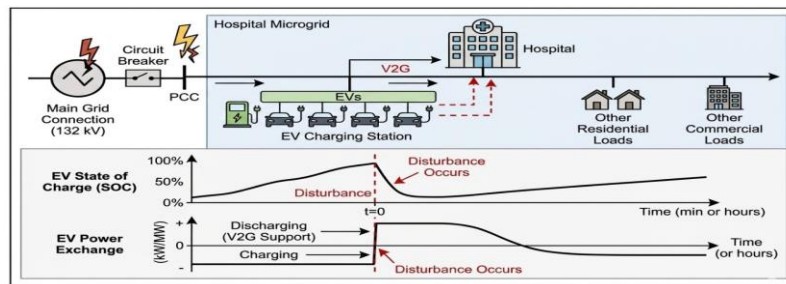 Hospital Microgrid
Circuit
Breaker
PCC
Main Grid
Connection
(132 kV)
V2G
Hospital
EVs
EV Charging Station
Other
Residential
Loads
Other
Commercial
Loads
EV State of
Charge (SOC)
100%
50%
Disturbance
Disturbance
Occurs
t=0
Time (min or hours)
EV Power
Exchange
(kW/MW)
+
0
-
Discharging
(V2G Support)
Charging
Disturbance Occurs
Time
(or hours)